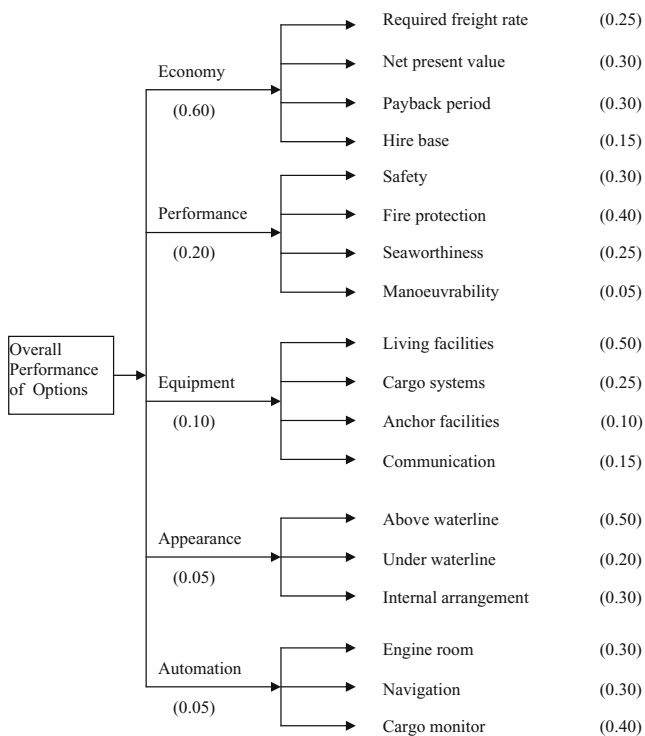 Required freight rate (0.25)
Economy
Net present value (0.30)
(0.60)
Payback period (0.30)
Hire base (0.15)
Safety (0.30)
Performance
Fire protection (0.40)
(0.20)
Seaworthiness (0.25)
Manoeuvrability (0.05)
Overall
Performance
of Options
Living facilities (0.50)
Equipment
Cargo systems (0.25)
(0.10)
Anchor facilities (0.10)
Communication (0.15)
Above waterline (0.50)
Appearance
Under waterline (0.20)
(0.05)
Internal arrangement (0.30)
Engine room (0.30)
Automation
Navigation (0.30)
(0.05)
Cargo monitor (0.40)